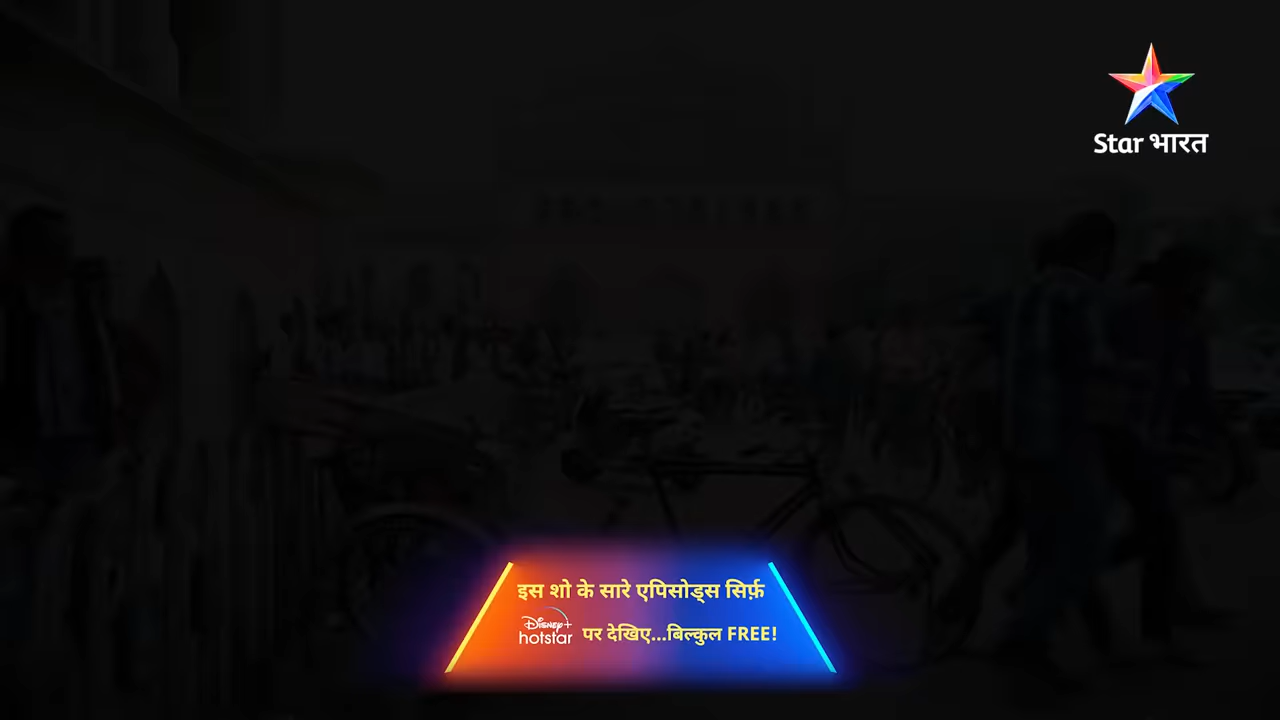 Star भारत
इस शो के सारे एपिसोड्स सिर्फ़
Disney+ hotstar पर देखिए...बिल्कुल FREE!